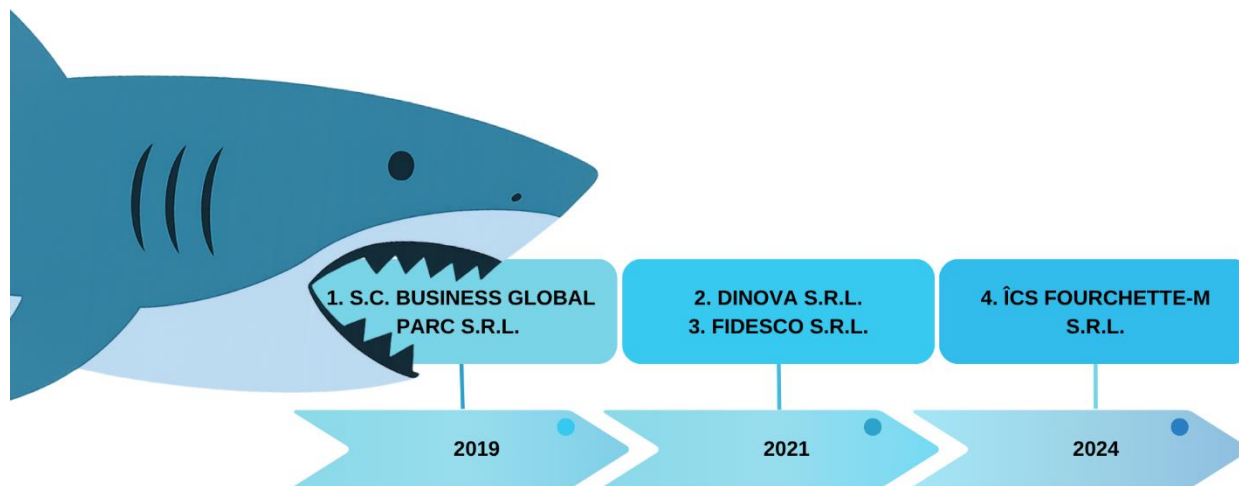 1. S.C. BUSINESS GLOBAL
PARC S.R.L.
2. DINOVA S.R.L.
3. FIDESCO S.R.L.
4. ÎCS FOURCHETTE-M
S.R.L.
2019
2021
2024